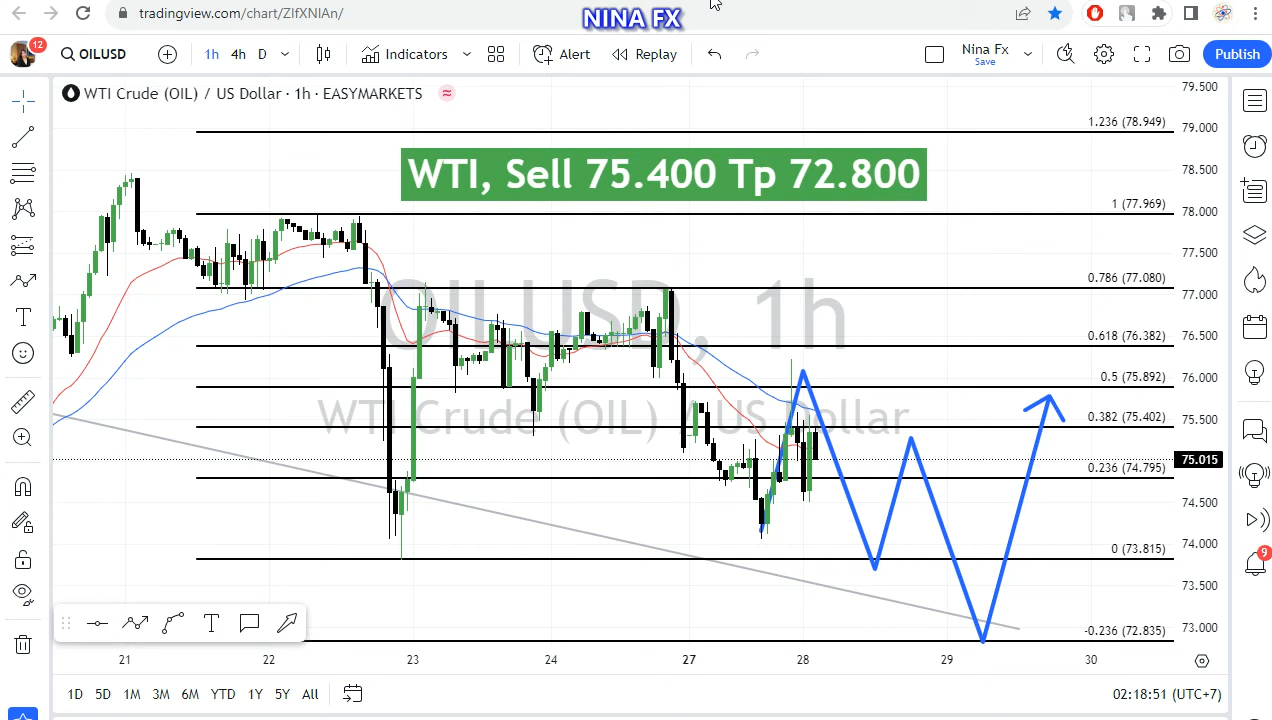 tradingview.com/chart/ZIfXNIAn/
NINA FX
12
OILUSD
1h 4h D
Indicators
Alert
Replay
Nina Fx
Save
Publish
WTI Crude (OIL) / US Dollar · 1h · EASYMARKETS
WTI, Sell 75.400 Tp 72.800
OILUSD, 1h
WTI Crude (OIL) / US Dollar
1.236 (78.949)
1 (77.969)
0.786 (77.080)
0.618 (76.382)
0.5 (75.892)
0.382 (75.402)
0.236 (74.795)
0 (73.815)
-0.236 (72.835)
79.500
79.000
78.500
78.000
77.500
77.000
76.500
76.000
75.500
75.015
74.500
74.000
73.500
73.000
9
21 22 23 24 27 28 29 30
1D 5D 1M 3M 6M YTD 1Y 5Y All
02:18:51 (UTC+7)